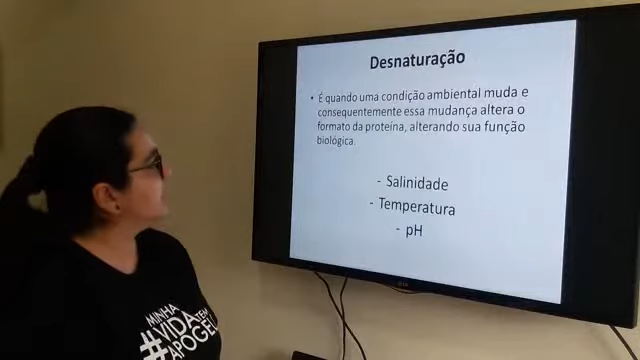 Desnaturação
• É quando uma condição ambiental muda e
consequentemente essa mudança altera o
formato da proteína, alterando sua função
biológica.
- Salinidade
- Temperatura
- pH
MINHA
#VIDA TEM
APOGEU
LG